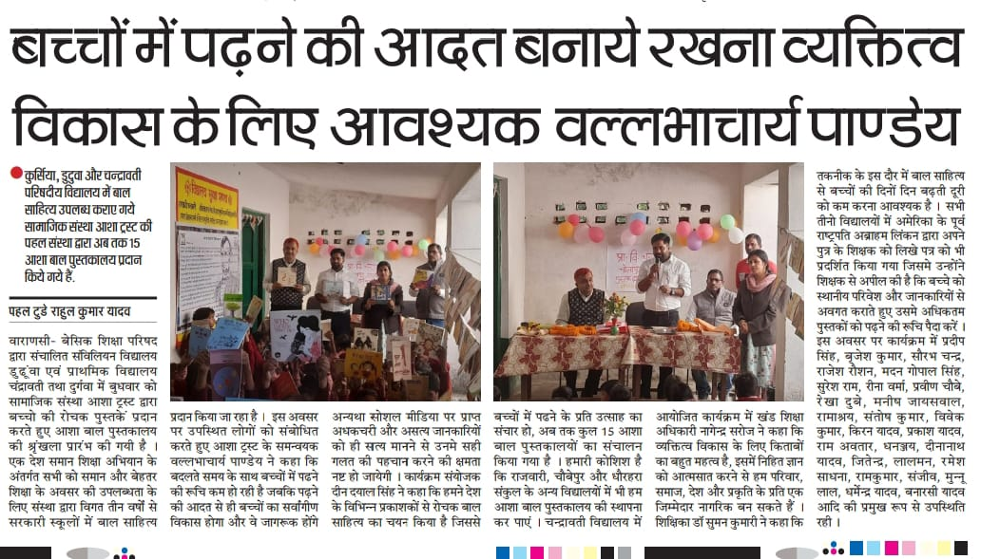 बच्चों में पढ़ने की आदत बनाये रखना व्यक्तित्व
विकास के लिए आवश्यक वल्लभाचार्य पाण्डेय
कुर्सिया, डुढुवा और चन्द्रावती
परिषदीय विद्यालय में बाल
साहित्य उपलब्ध कराए गये
सामाजिक संस्था आशा ट्रस्ट की
पहल संस्था द्वारा अब तक 15
आशा बाल पुस्तकालय प्रदान
किये गये हैं.
पहल टुडे राहुल कुमार यादव
वाराणसी- बेसिक शिक्षा परिषद
द्वारा संचालित संविलियन विद्यालय
डुढूवा एवं प्राथमिक विद्यालय
चंद्रावती तथा दुर्गवा में बुधवार को
सामाजिक संस्था आशा ट्रस्ट द्वारा
बच्चो की रोचक पुस्तकें प्रदान
करते हुए आशा बाल पुस्तकालय
की श्रृंखला प्रारंभ की गयी है ।
एक देश समान शिक्षा अभियान के
अंतर्गत सभी को समान और बेहतर
शिक्षा के अवसर की उपलब्धता के
लिए संस्था द्वारा विगत तीन वर्षों से
सरकारी स्कूलों में बाल साहित्य
प्रदान किया जा रहा है । इस अवसर
पर उपस्थित लोगों को संबोधित
करते हुए आशा ट्रस्ट के समन्वयक
वल्लभाचार्य पाण्डेय ने कहा कि
बदलते समय के साथ बच्चों में पढने
की रूचि कम हो रही है जबकि पढ़ने
की आदत से ही बच्चों का सर्वांगीण
विकास होगा और वे जागरूक होंगे
अन्यथा सोशल मीडिया पर प्राप्त
अधकचरी और असत्य जानकारियों
को ही सत्य मानने से उनमे सही
गलत की पहचान करने की क्षमता
नष्ट हो जायेगी । कार्यक्रम संयोजक
दीन दयाल सिंह ने कहा कि हमने देश
के विभिन्न प्रकाशकों से रोचक बाल
साहित्य का चयन किया है जिससे
बच्चों में पढने के प्रति उत्साह का
संचार हो, अब तक कुल 15 आशा
बाल पुस्तकालयों का संचालन
किया गया है । हमारी कोशिश है
कि राजवारी, चौबेपुर और धौरहरा
संकुल के अन्य विद्यालयों में भी हम
आशा बाल पुस्तकालय की स्थापना
कर पाएं । चन्द्रावती विद्यालय में
आयोजित कार्यक्रम में खंड शिक्षा
अधिकारी नागेन्द्र सरोज ने कहा कि
व्यक्तित्व विकास के लिए किताबों
का बहुत महत्व है, इसमें निहित ज्ञान
को आत्मसात करने से हम परिवार,
समाज, देश और प्रकृति के प्रति एक
जिम्मेदार नागरिक बन सकते हैं ।
शिक्षिका डॉ सुमन कुमारी ने कहा कि
तकनीक के इस दौर में बाल साहित्य
से बच्चों की दिनों दिन बढ़ती दूरी
को कम करना आवश्यक है । सभी
तीनो विद्यालयों में अमेरिका के पूर्व
राष्ट्रपति अब्राहम लिंकन द्वारा अपने
पुत्र के शिक्षक को लिखे पत्र को भी
प्रदर्शित किया गया जिसमे उन्होंने
शिक्षक से अपील की है कि बच्चे को
स्थानीय परिवेश और जानकारियों से
अवगत कराते हुए उसमे अधिकतम
पुस्तकों को पढ़ने की रूचि पैदा करें ।
इस अवसर पर कार्यक्रम में प्रदीप
सिंह, बृजेश कुमार, सौरभ चन्द्र,
राजेश रौशन, मदन गोपाल सिंह,
सुरेश राम, रीना वर्मा, प्रवीण चौबे,
रेखा दुबे, मनीष जायसवाल,
रामाश्रय, संतोष कुमार, विवेक
कुमार, किरन यादव, प्रकाश यादव,
राम अवतार, धनञ्जय, दीनानाथ
यादव, जितेन्द्र, लालमन, रमेश
साधना, रामकुमार, संजीव, मुन्नू
लाल, धर्मेन्द्र यादव, बनारसी यादव
आदि की प्रमुख रूप से उपस्थिति
रही ।